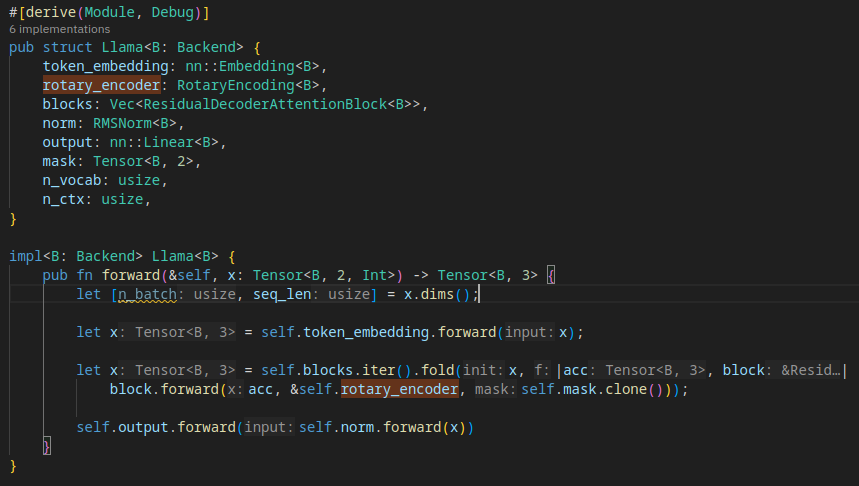 #[derive(Module, Debug)]
6 implementations
pub struct Llama<B: Backend> {
    token_embedding: nn::Embedding<B>,
    rotary_encoder: RotaryEncoding<B>,
    blocks: Vec<ResidualDecoderAttentionBlock<B>>,
    norm: RMSNorm<B>,
    output: nn::Linear<B>,
    mask: Tensor<B, 2>,
    n_vocab: usize,
    n_ctx: usize,
}
impl<B: Backend> Llama<B> {
    pub fn forward(&self, x: Tensor<B, 2, Int>) -> Tensor<B, 3> {
        let [n_batch: usize, seq_len: usize] = x.dims();
        let x: Tensor<B, 3> = self.token_embedding.forward(input: x);
        let x: Tensor<B, 3> = self.blocks.iter().fold(init: x, f: |acc: Tensor<B, 3>, block: &Resid…|
            block.forward(x: acc, &self.rotary_encoder, mask: self.mask.clone()));
        self.output.forward(input: self.norm.forward(x))
    }
}